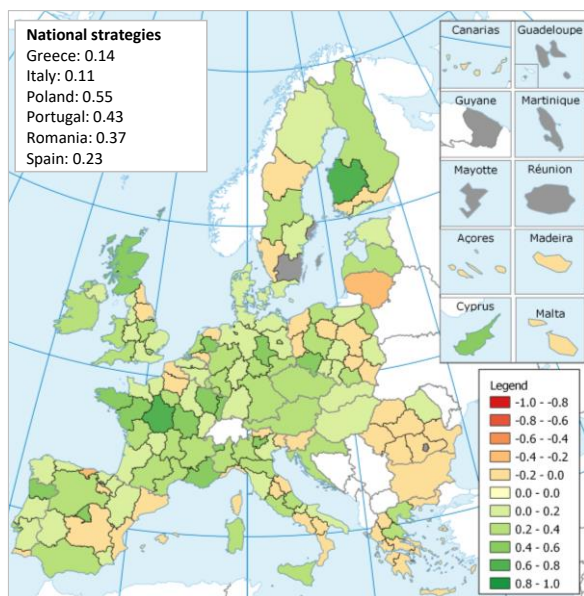 National strategies
Greece: 0.14
Italy: 0.11
Poland: 0.55
Portugal: 0.43
Romania: 0.37
Spain: 0.23
Canarias
Guadeloupe
Guyane
Martinique
Mayotte
Réunion
Açores
Madeira
Cyprus
Malta
Legend
-1.0 - -0.8
-0.8 - -0.6
-0.6 - -0.4
-0.4 - -0.2
-0.2 - 0.0
0.0 - 0.0
0.0 - 0.2
0.2 - 0.4
0.4 - 0.6
0.6 - 0.8
0.8 - 1.0